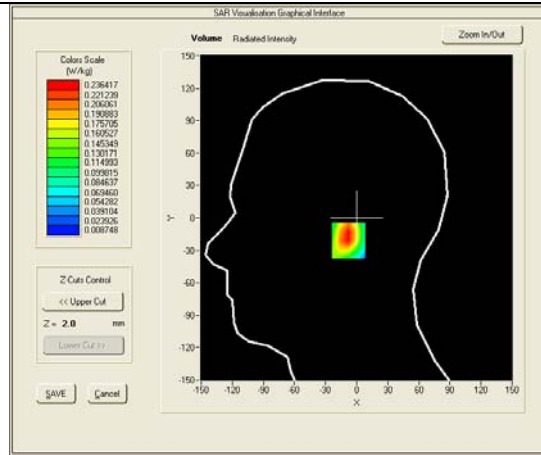 SAR Visualisation Graphical Interface
Volume Radiated Intensity
Zoom In/Out
Colors Scale
(W/kg)
0.236417
0.221239
0.206061
0.190883
0.175705
0.160527
0.145349
0.130171
0.114993
0.099815
0.084637
0.069460
0.054282
0.039104
0.023926
0.008748
Z-Cuts Control
<< Upper Cut
Z = 2.0 mm
Lower Cut >>
SAVE Cancel
150
120
90
60
30
0
-30
-60
-90
-120
-150
Y
-150 -120 -90 -60 -30 0 30 60 90 120 150
X